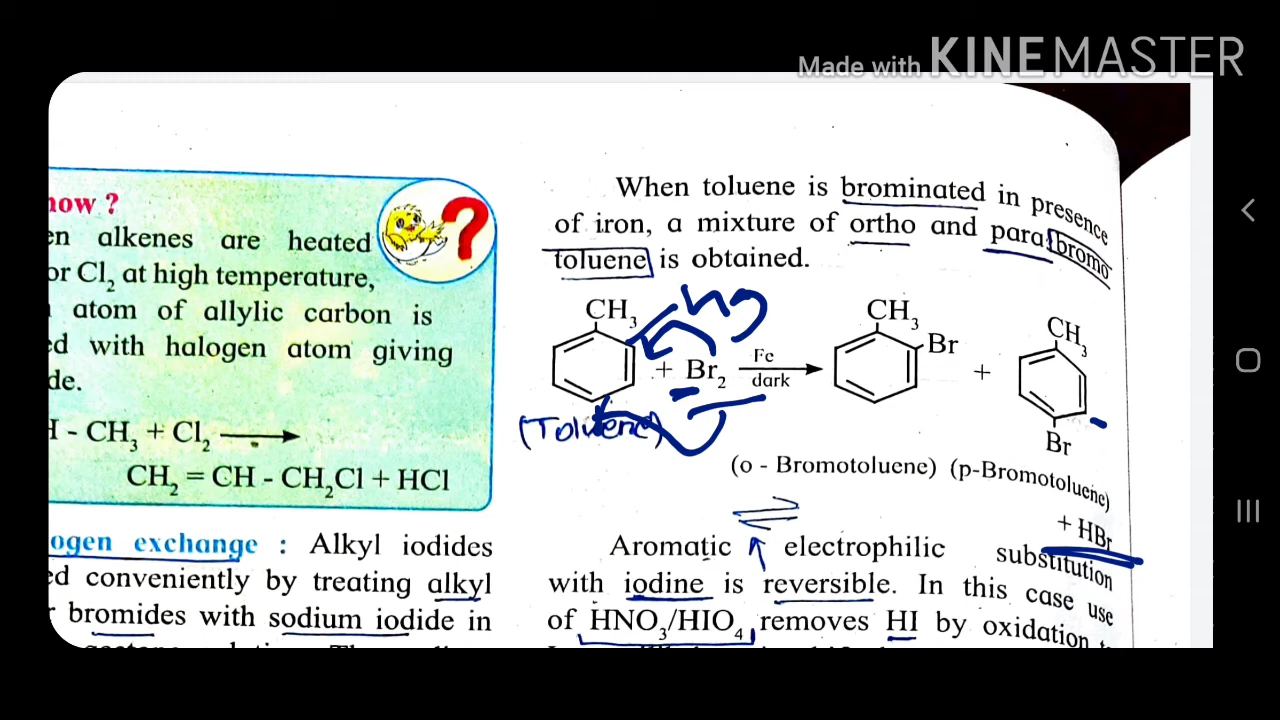 Made with KINEMASTER
now ?
en alkenes are heated
or Cl₂ at high temperature,
atom of allylic carbon is
ed with halogen atom giving
de.
H - CH₃ + Cl₂ ⟶
CH₂ = CH - CH₂Cl + HCl
ogen exchange : Alkyl iodides
ed conveniently by treating alkyl
bromides with sodium iodide in
When toluene is brominated in presence
of iron, a mixture of ortho and para bromo
toluene is obtained.
CH₃ CH₃ CH₃
+ Br₂ Fe dark ⟶ Br + Br
(Toluene)
(o - Bromotoluene) (p-Bromotoluene)
+ HBr
Aromatic electrophilic substitution
with iodine is reversible. In this case use
of HNO₃/HIO₄ removes HI by oxidation